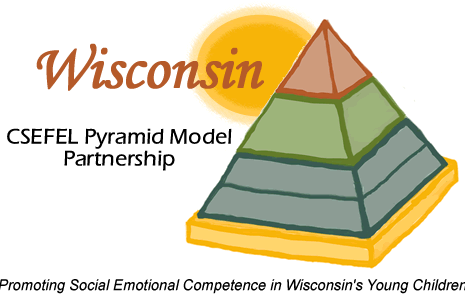 Wisconsin
CSEFEL Pyramid Model
Partnership
Promoting Social Emotional Competence in Wisconsin's Young Children